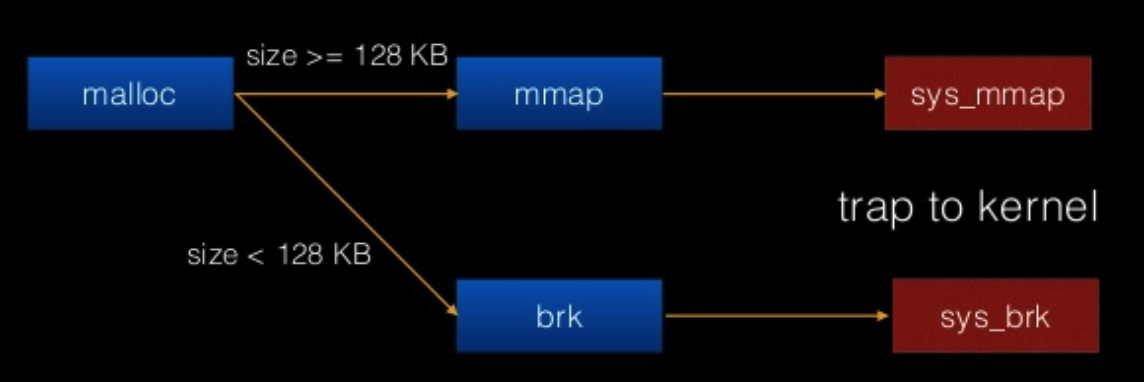 size >= 128 KB
malloc
mmap
sys_mmap
trap to kernel
size < 128 KB
brk
sys_brk